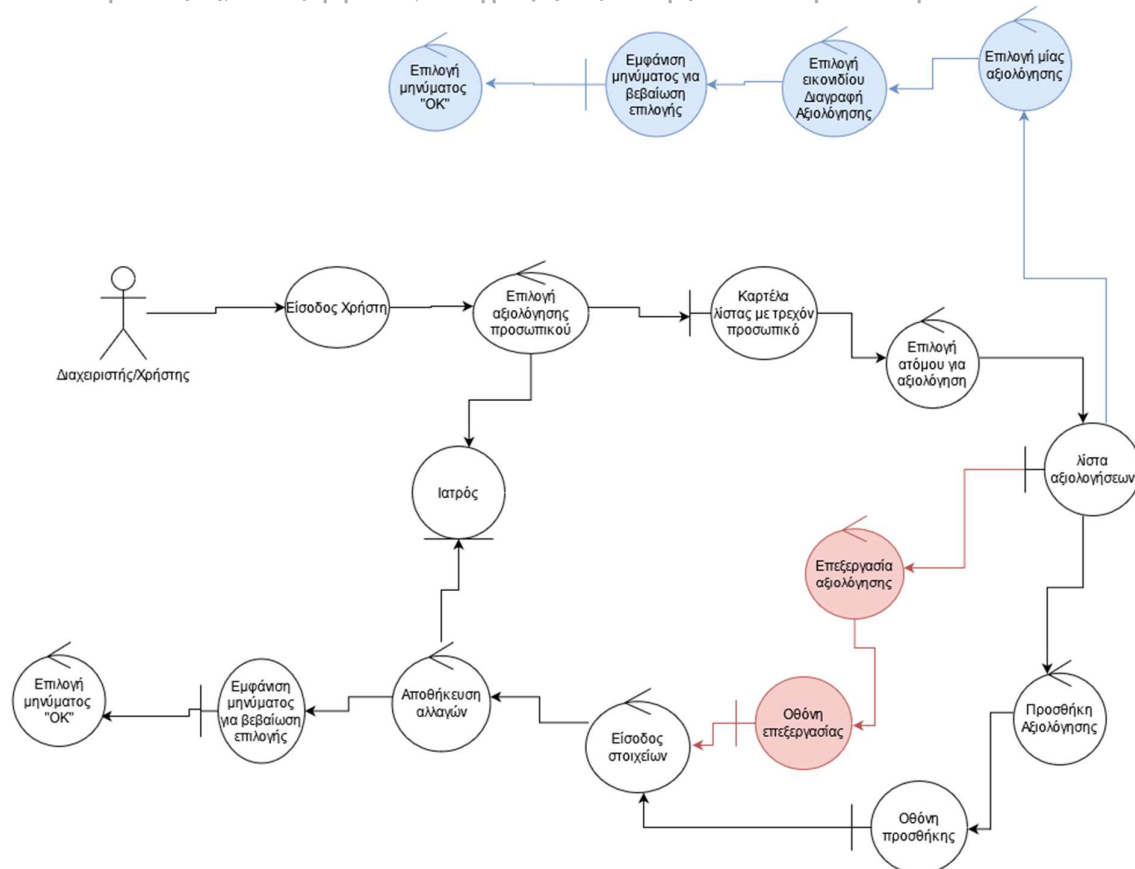 Επιλογή
μηνύματος
"ΟΚ"
Εμφάνιση
μηνύματος για
βεβαίωση
επιλογής
Επιλογή
εικονιδίου
Διαγραφή
Αξιολόγησης
Επιλογή μίας
αξιολόγησης
Διαχειριστής/Χρήστης
Είσοδος Χρήστη
Επιλογή
αξιολόγησης
προσωπικού
Καρτέλα
λίστας με τρεχόν
προσωπικό
Επιλογή
ατόμου για
αξιολόγηση
Ιατρός
λίστα
αξιολογήσεων
Επεξεργασία
αξιολόγησης
Επιλογή
μηνύματος
"ΟΚ"
Εμφάνιση
μηνύματος
για βεβαίωση
επιλογής
Αποθήκευση
αλλαγών
Είσοδος
στοιχείων
Οθόνη
επεξεργασίας
Προσθήκη
Αξιολόγησης
Οθόνη
προσθήκης